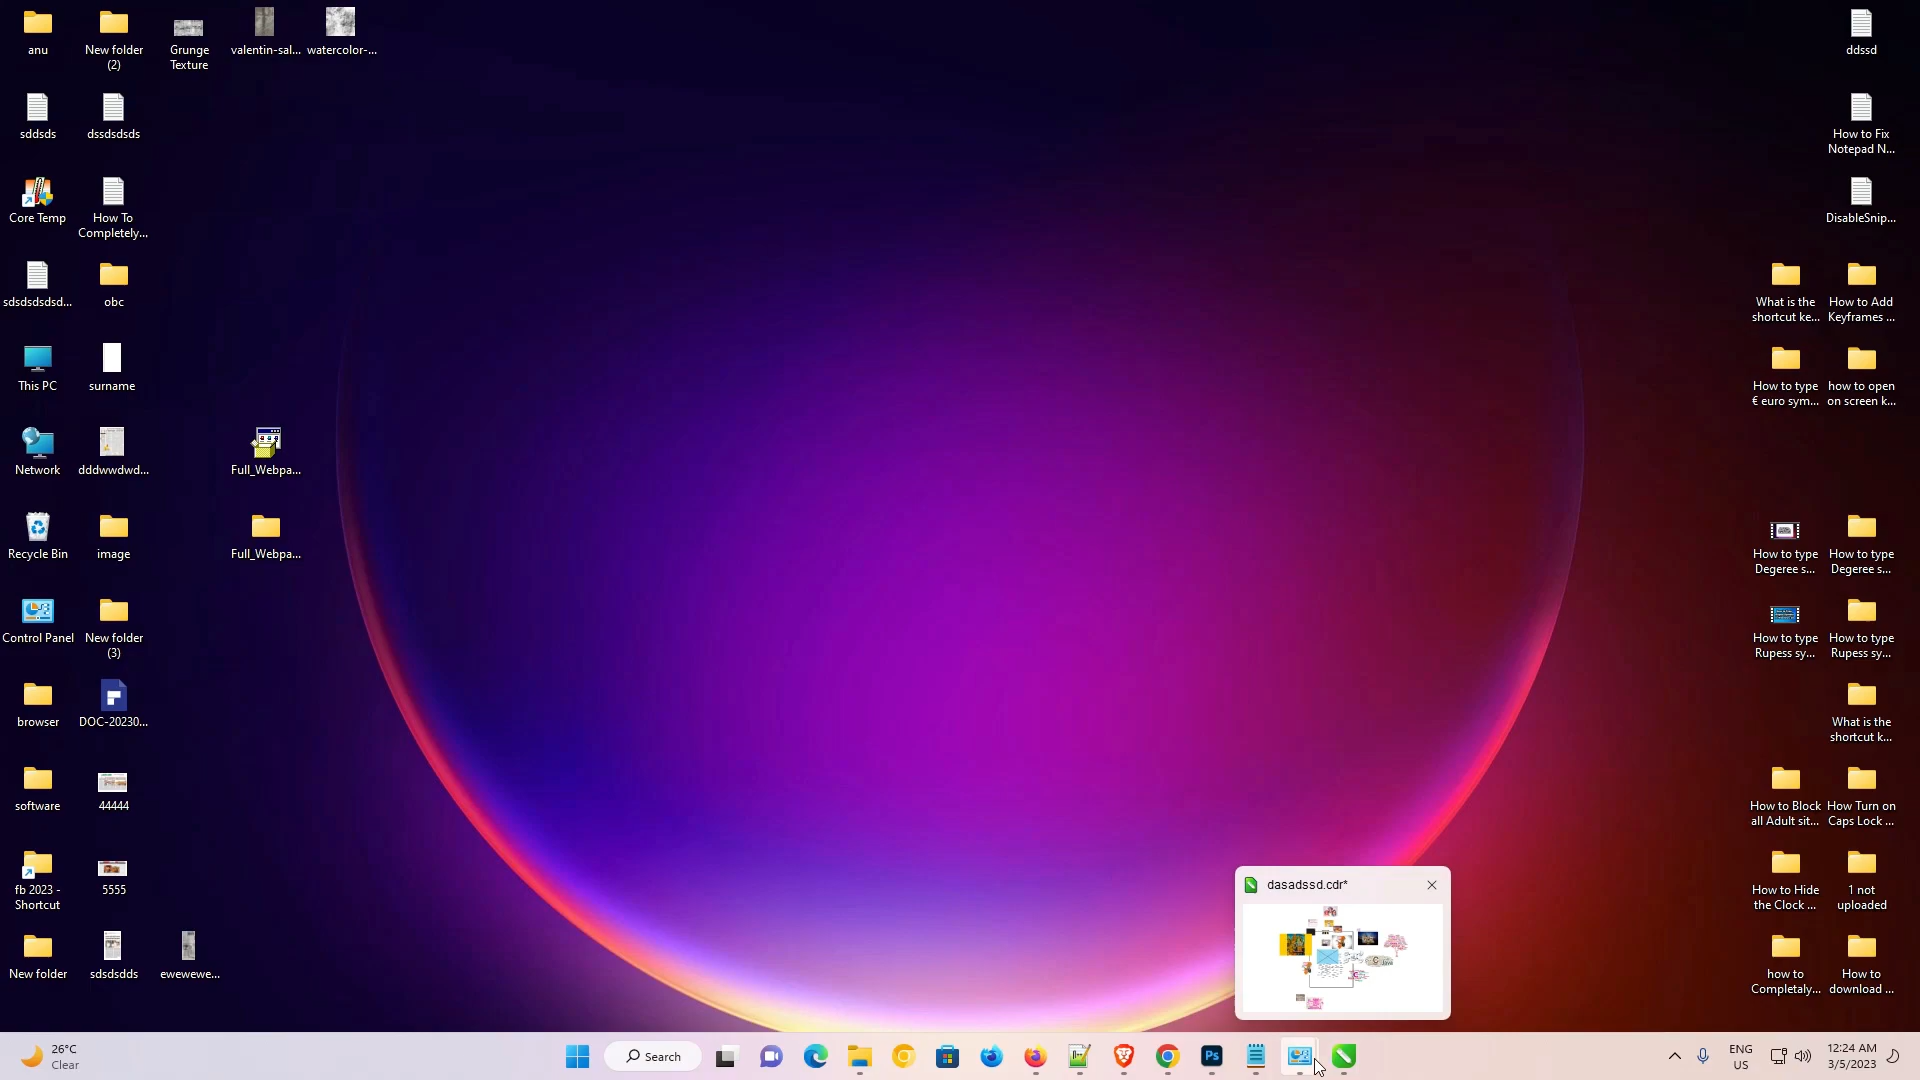 anu
New folder
(2)
Grunge
Texture
valentin-sal...
watercolor-...
ddssd
sddsds
dssdsdsds
How to Fix
Notepad N...
Core Temp
How To
Completely...
DisableSnip...
sdsdsdsdsd...
obc
What is the
shortcut ke...
How to Add
Keyframes ...
This PC
surname
How to type
€ euro sym...
how to open
on screen k...
Network
dddwwdwd...
Full_Webpa...
Recycle Bin
image
Full_Webpa...
How to type
Degeree s...
How to type
Degeree s...
Control Panel
New folder
(3)
How to type
Rupess sy...
How to type
Rupess sy...
browser
DOC-20230...
What is the
shortcut k...
software
44444
How to Block
all Adult sit...
How Turn on
Caps Lock ...
fb 2023 -
Shortcut
5555
dasadssd.cdr*
How to Hide
the Clock ...
1 not
uploaded
New folder
sdsdsdds
ewewewe...
how to
Completaly...
How to
download ...
26°C
Clear
Search
Ps
ENG
US
12:24 AM
3/5/2023